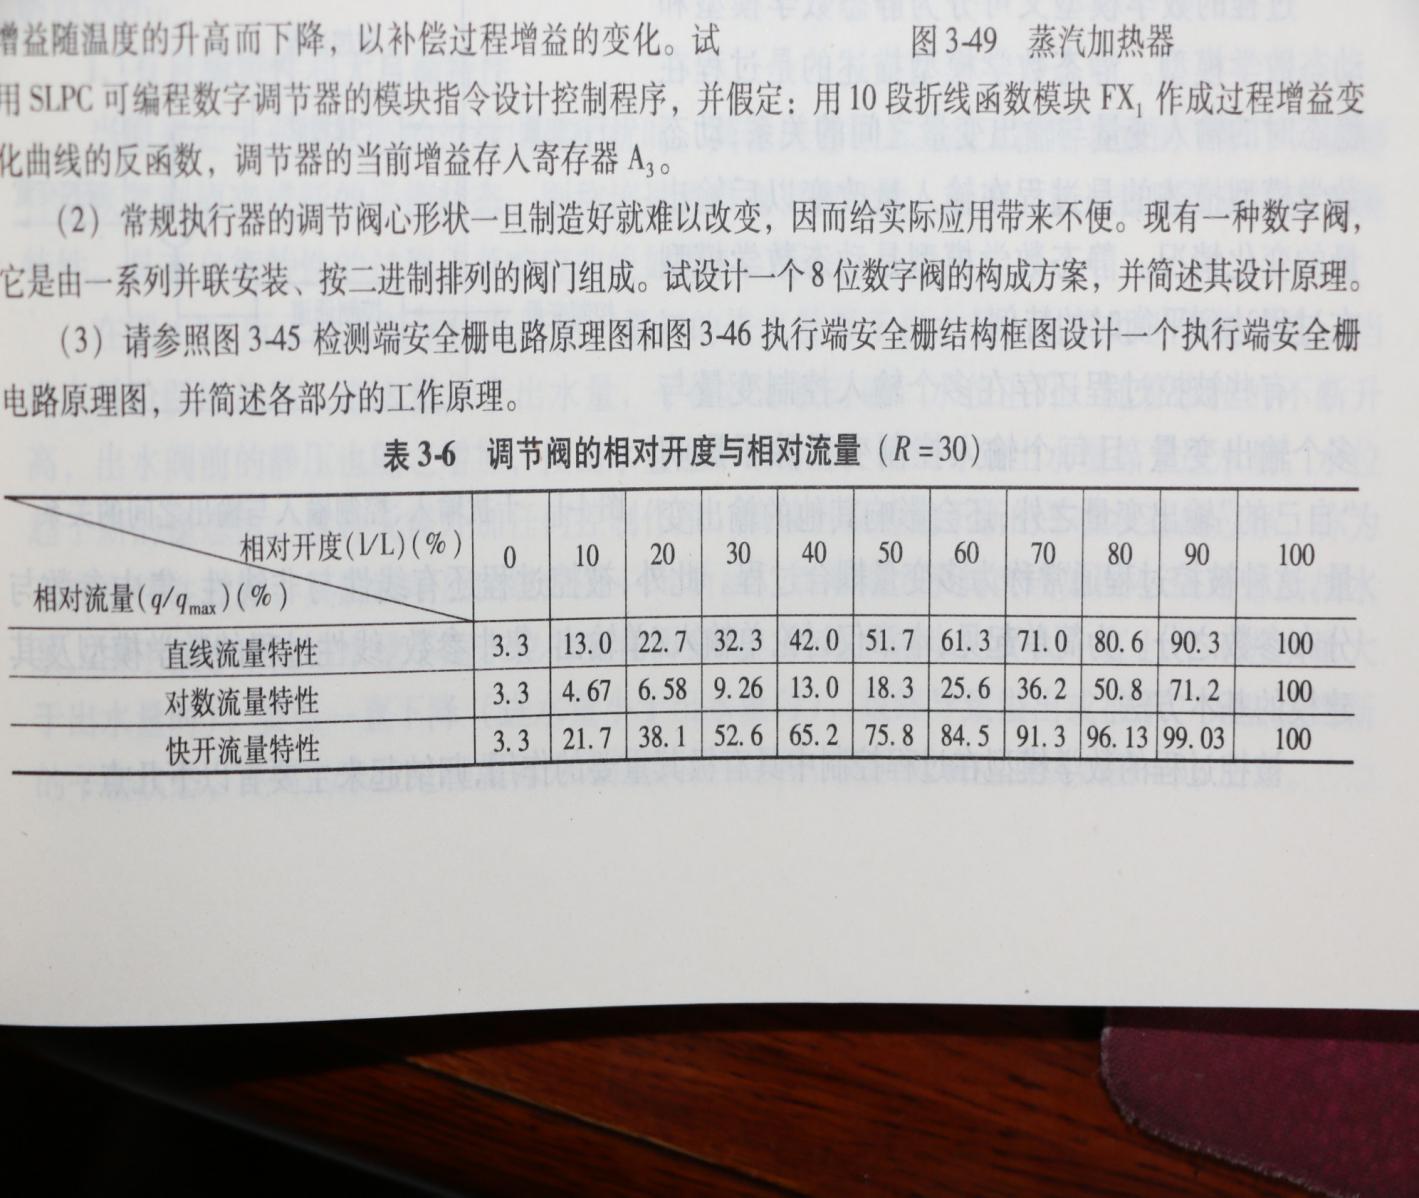 增益随温度的升高而下降，以补偿过程增益的变化。试
图 3-49 蒸汽加热器
用 SLPC 可编程数字调节器的模块指令设计控制程序，并假定：用 10 段折线函数模块 FX₁ 作成过程增益变
化曲线的反函数，调节器的当前增益存入寄存器 A₃。
（2）常规执行器的调节阀心形状一旦制造好就难以改变，因而给实际应用带来不便。现有一种数字阀，
它是由一系列并联安装、按二进制排列的阀门组成。试设计一个 8 位数字阀的构成方案，并简述其设计原理。
（3）请参照图 3-45 检测端安全栅电路原理图和图 3-46 执行端安全栅结构框图设计一个执行端安全栅
电路原理图，并简述各部分的工作原理。
表 3-6 调节阀的相对开度与相对流量（R = 30）
相对开度(l/L)(%) 0 10 20 30 40 50 60 70 80 90 100
相对流量(q/qmax)(%)
直线流量特性 3.3 13.0 22.7 32.3 42.0 51.7 61.3 71.0 80.6 90.3 100
对数流量特性 3.3 4.67 6.58 9.26 13.0 18.3 25.6 36.2 50.8 71.2 100
快开流量特性 3.3 21.7 38.1 52.6 65.2 75.8 84.5 91.3 96.13 99.03 100